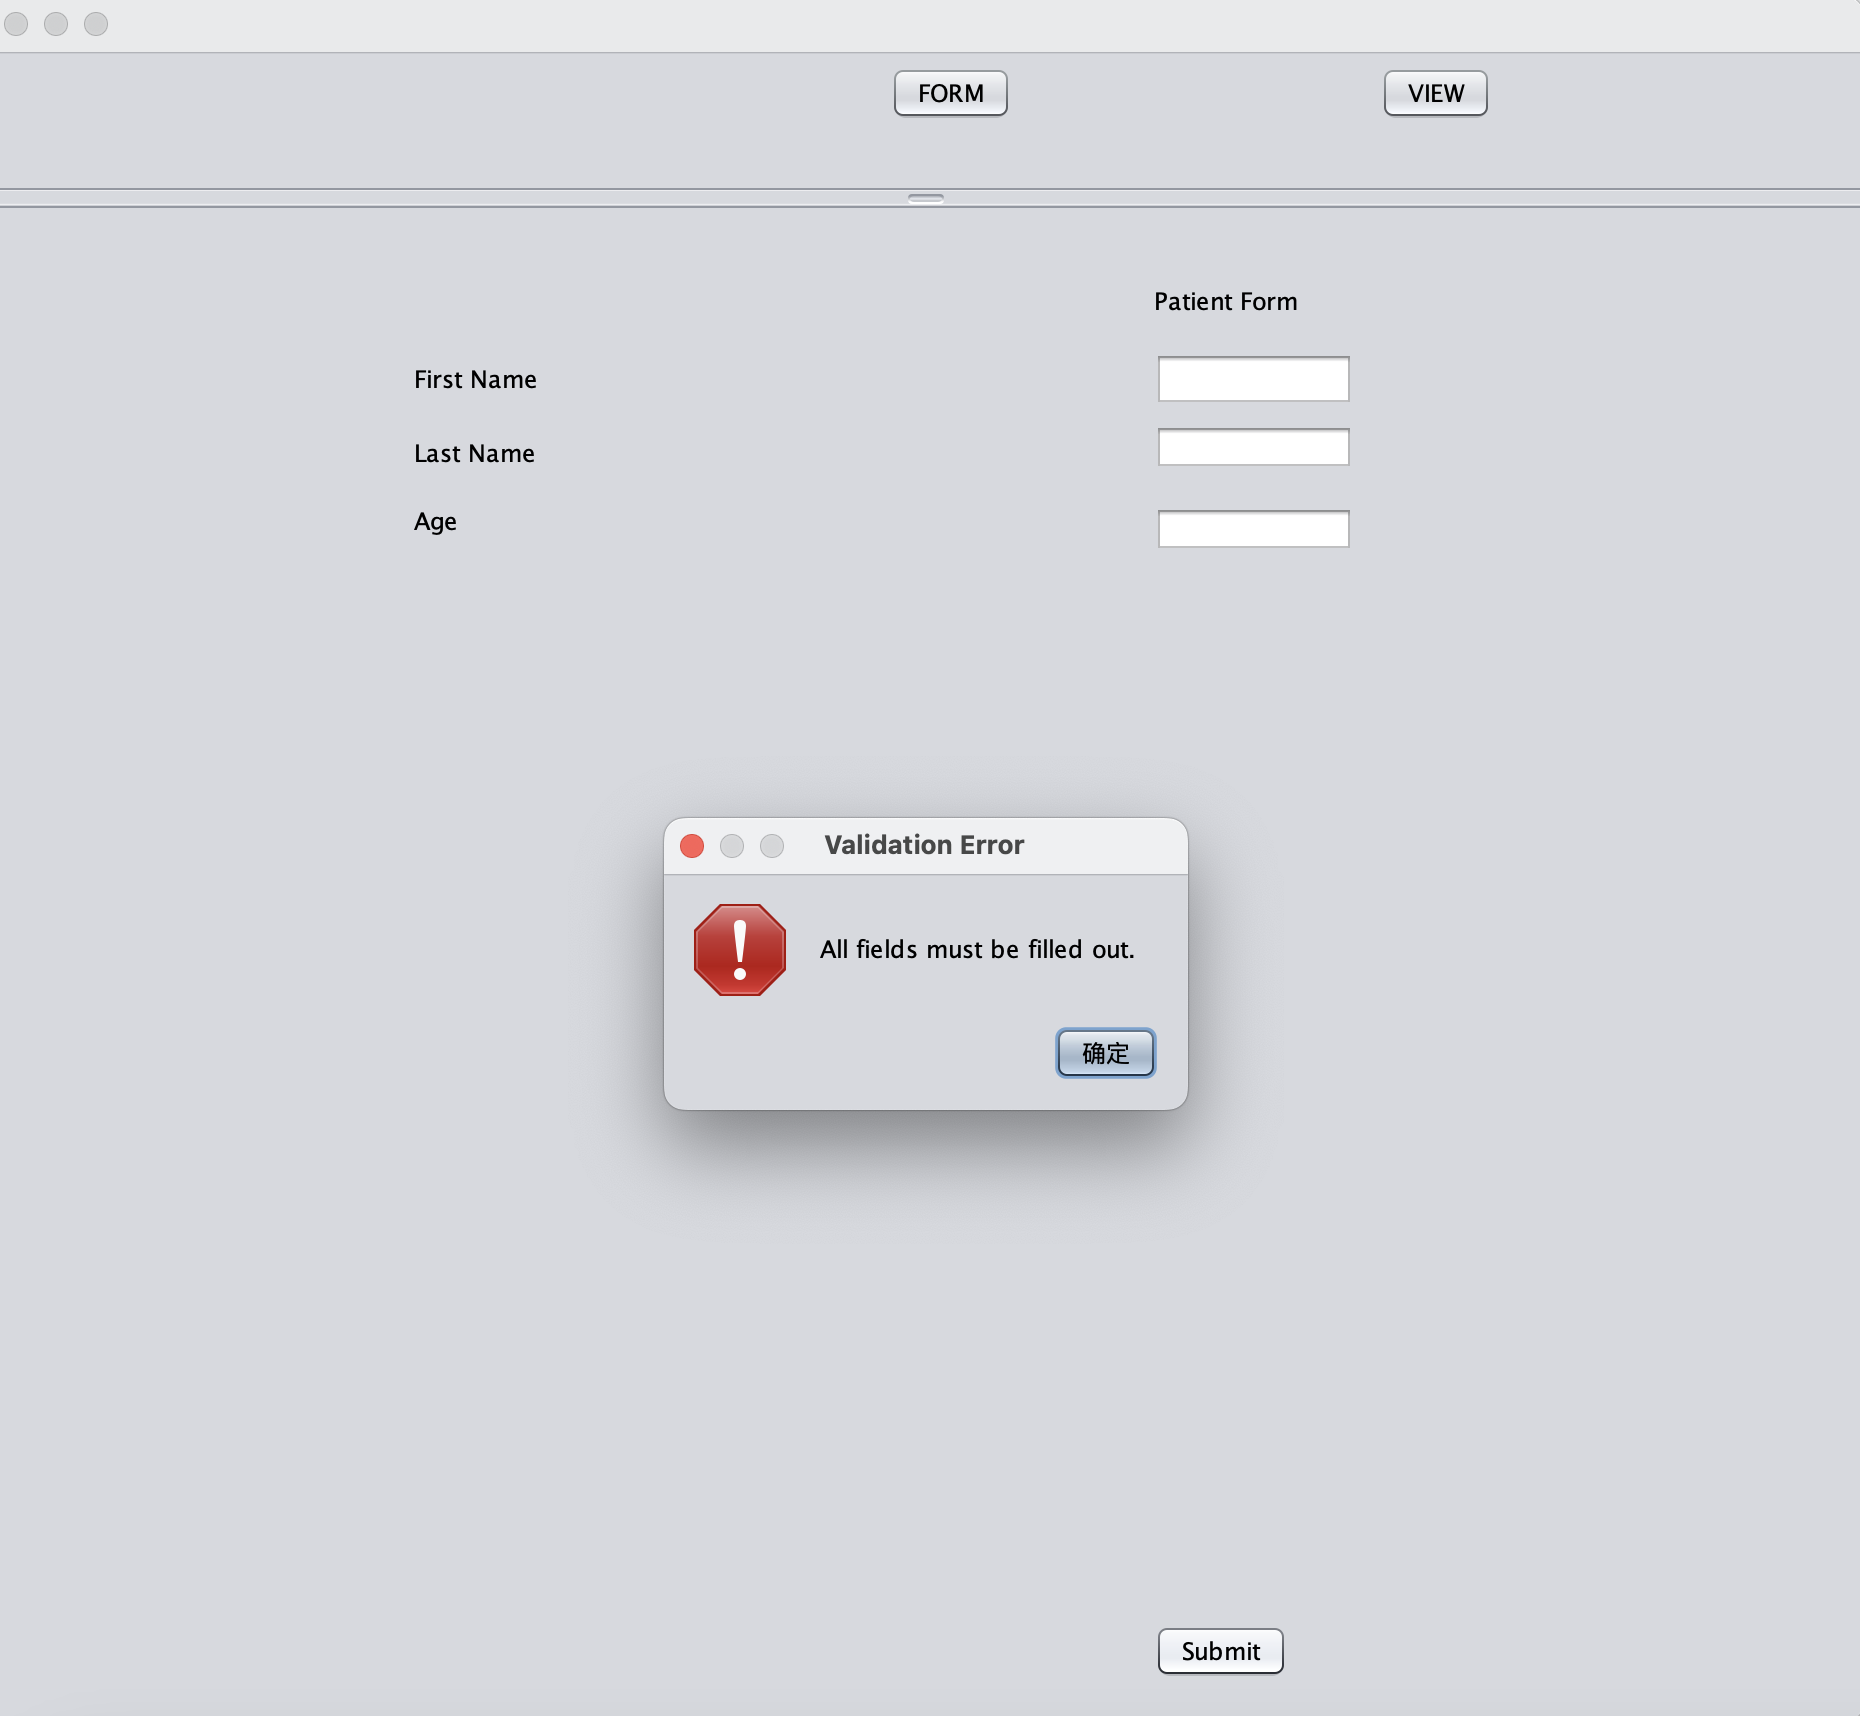 FORM
VIEW
Patient Form
First Name
Last Name
Age
Validation Error
All fields must be filled out.
确定
Submit